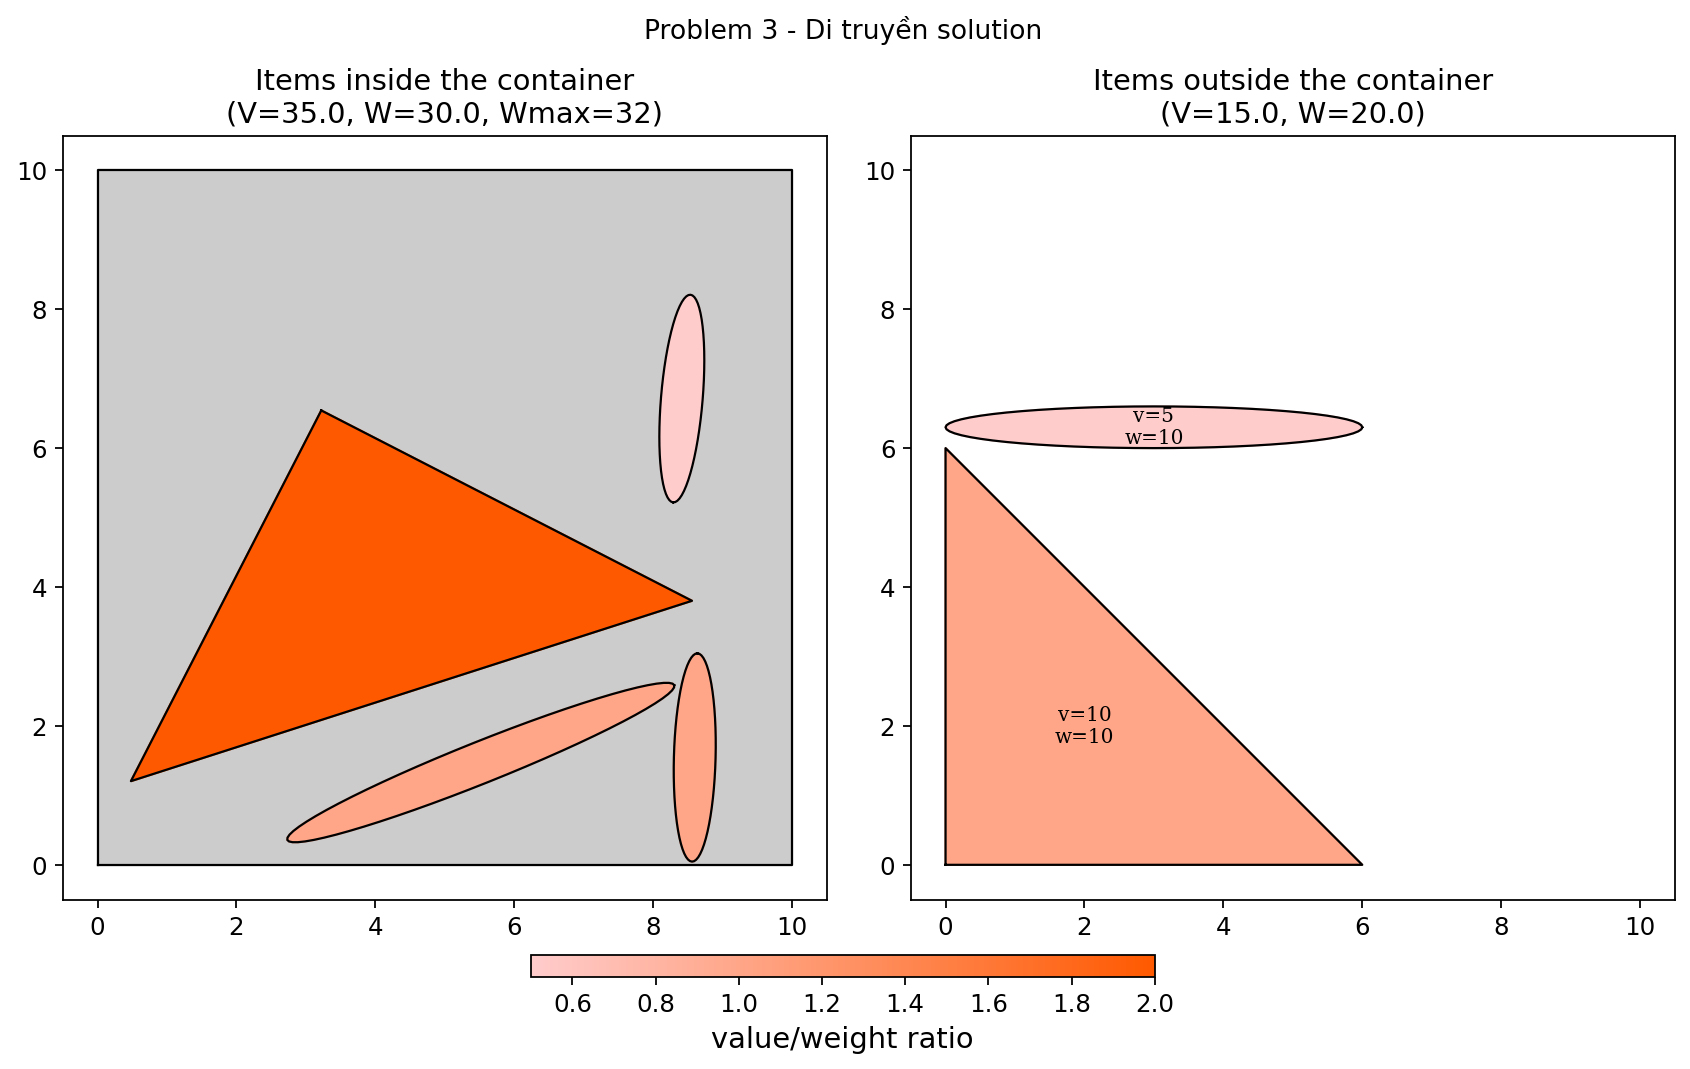 Problem 3 - Di truyền solution
Items inside the container
(V=35.0, W=30.0, Wmax=32)
10
8
6
4
2
0
0 2 4 6 8 10
Items outside the container
(V=15.0, W=20.0)
10
8
6
4
2
0
v=5
w=10
v=10
w=10
0 2 4 6 8 10
0.6 0.8 1.0 1.2 1.4 1.6 1.8 2.0
value/weight ratio